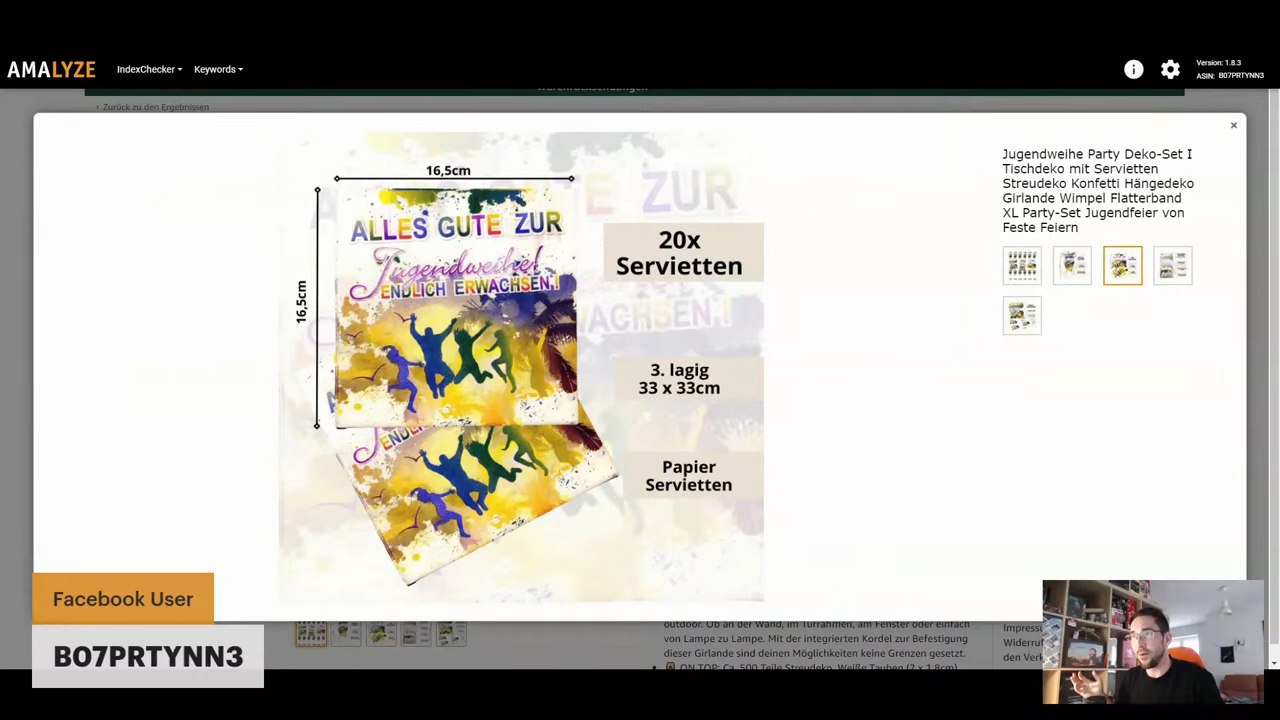 AMALYZE
IndexChecker
Keywords
Version: 1.8.3
ASIN: B07PRTYNN3
Zurück zu den Ergebnissen
16,5cm
16,5cm
ALLES GUTE ZUR
Jugendweihe!
ENDLICH ERWACHSEN!
20x
Servietten
3. lagig
33 x 33cm
Papier
Servietten
Jugendweihe Party Deko-Set I
Tischdeko mit Servietten
Streudeko Konfetti Hängedeko
Girlande Wimpel Flatterband
XL Party-Set Jugendfeier von
Feste Feiern
Facebook User
B07PRTYNN3
outdoor. Ob an der Wand, im Türrahmen, am Fenster oder einfach
von Lampe zu Lampe. Mit der integrierten Kordel zur Befestigung
dieser Girlande sind deinen Möglichkeiten keine Grenzen gesetzt.
ON TOP: Ca. 500 Teile Streudeko. Weiße Tauben (2 x 1,8cm)
Impress
Widerruf
den Verk